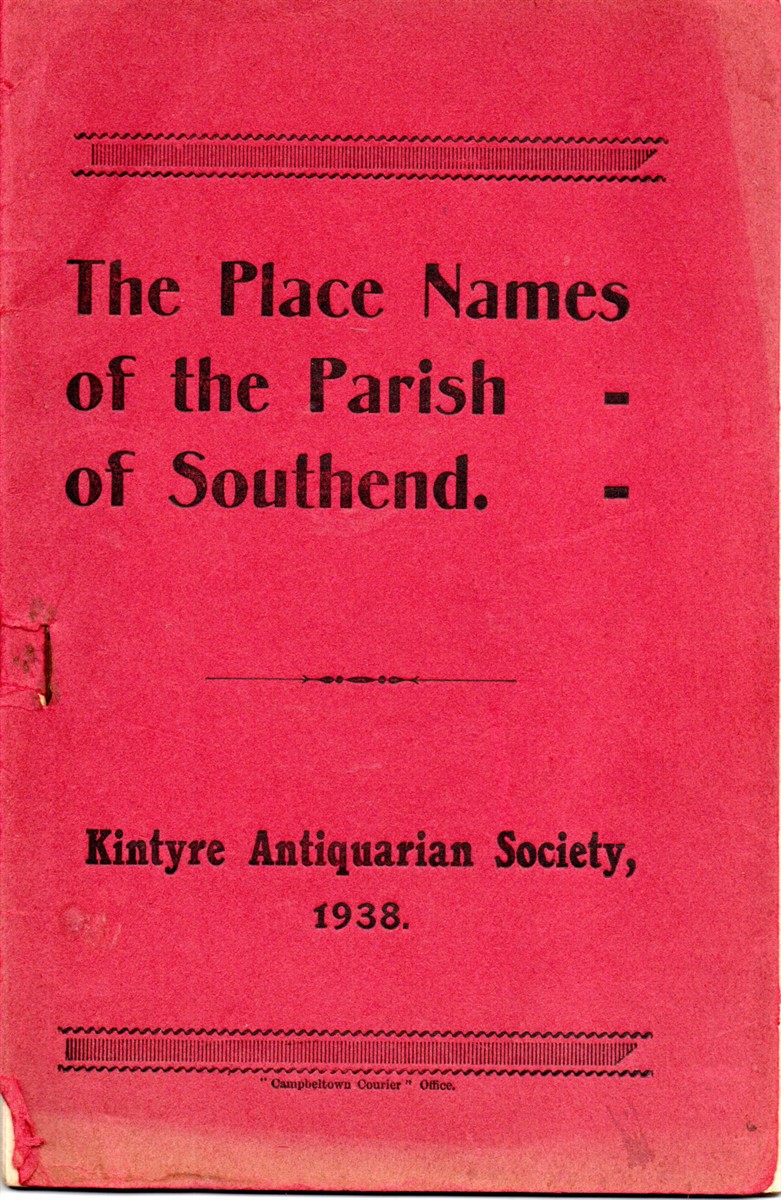 The Place Names
of the Parish -
of Southend. -
Kintyre Antiquarian Society,
1938.
"Campbeltown Courier" Office.